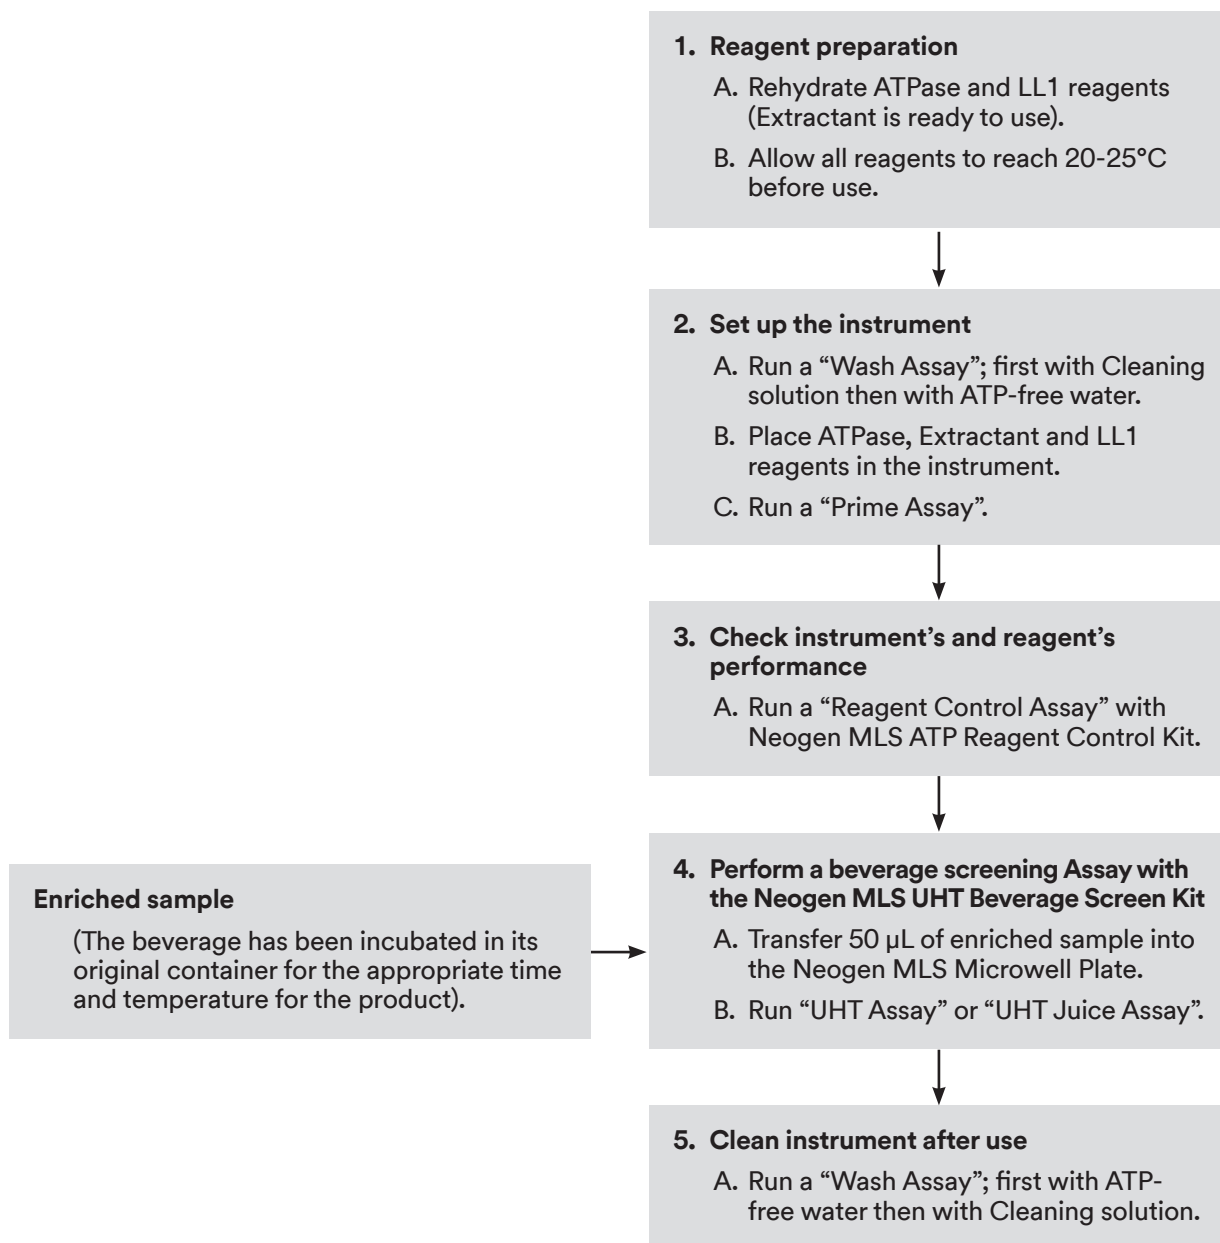 1. Reagent preparation
A. Rehydrate ATPase and LL1 reagents
(Extractant is ready to use).
B. Allow all reagents to reach 20-25°C
before use.
2. Set up the instrument
A. Run a “Wash Assay”; first with Cleaning
solution then with ATP-free water.
B. Place ATPase, Extractant and LL1
reagents in the instrument.
C. Run a “Prime Assay”.
3. Check instrument’s and reagent’s
performance
A. Run a “Reagent Control Assay” with
Neogen MLS ATP Reagent Control Kit.
Enriched sample
(The beverage has been incubated in its
original container for the appropriate time
and temperature for the product).
4. Perform a beverage screening Assay with
the Neogen MLS UHT Beverage Screen Kit
A. Transfer 50 µL of enriched sample into
the Neogen MLS Microwell Plate.
B. Run “UHT Assay” or “UHT Juice Assay”.
5. Clean instrument after use
A. Run a “Wash Assay”; first with ATP-
free water then with Cleaning solution.